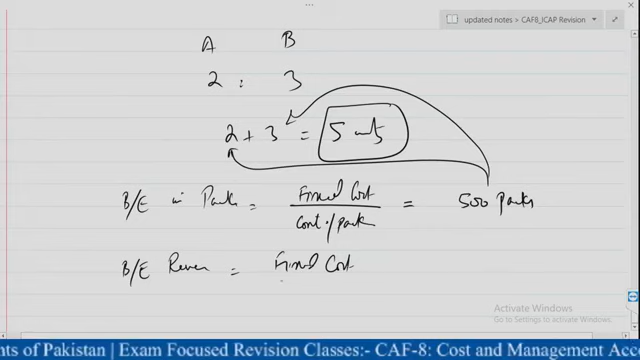 updated notes > CAF8_ICAP Revision
A B
2 : 3
2 + 3 = 5 units
B/E in Packs = Fixed Cost / Cont./pack = 500 Packs
B/E Reven = Fixed Cost
Activate Windows
Go to Settings to activate Windows.
nts of Pakistan | Exam Focused Revision Classes:- CAF-8: Cost and Management Acc